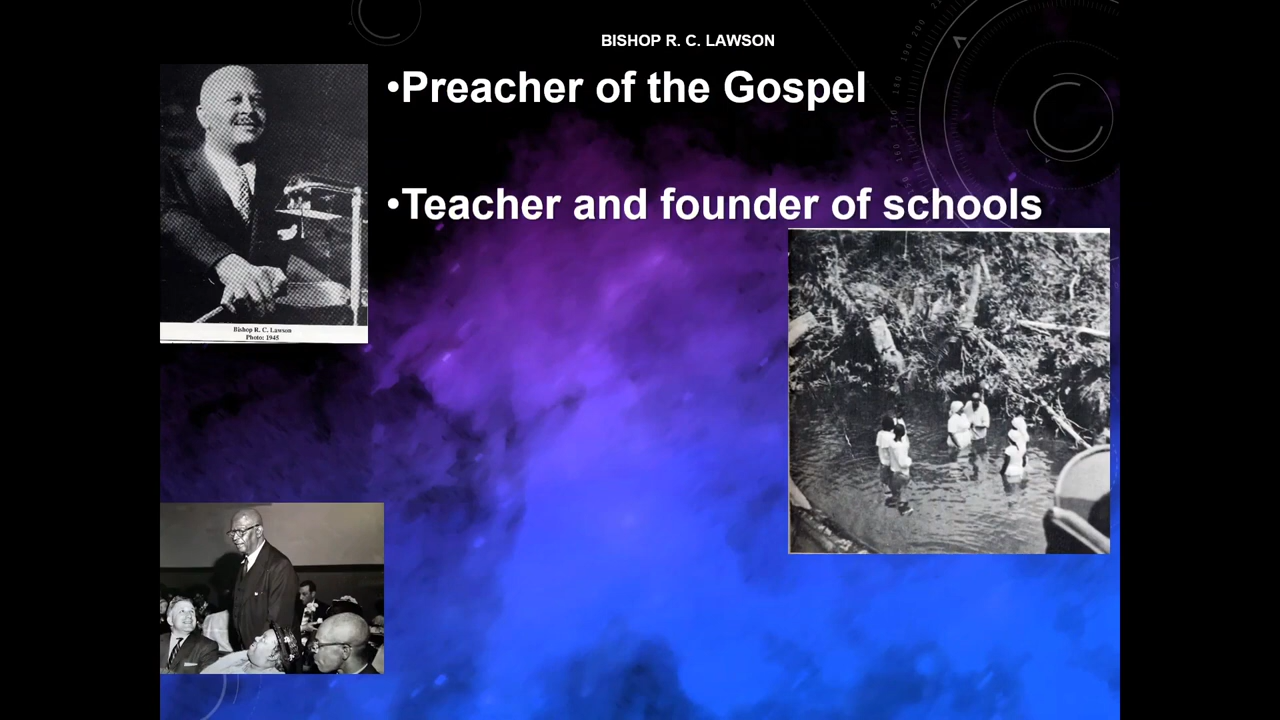 BISHOP R. C. LAWSON
•Preacher of the Gospel
•Teacher and founder of schools
Bishop R. C. Lawson
Photo: 1945